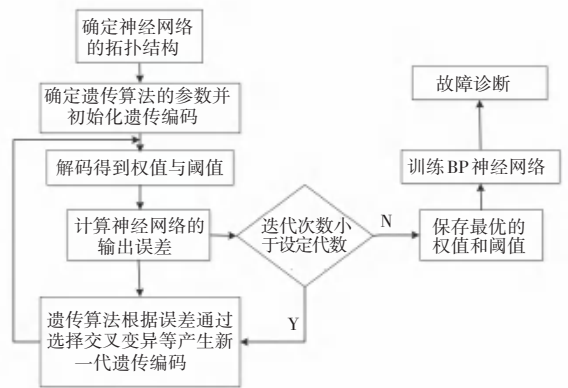 确定神经网络
的拓扑结构
确定遗传算法的参数并
初始化遗传编码
解码得到权值与阈值
计算神经网络的
输出误差
遗传算法根据误差通过
选择交叉变异等产生新
一代遗传编码
迭代次数小
于设定代数
N
Y
保存最优的
权值和阈值
训练BP神经网络
故障诊断